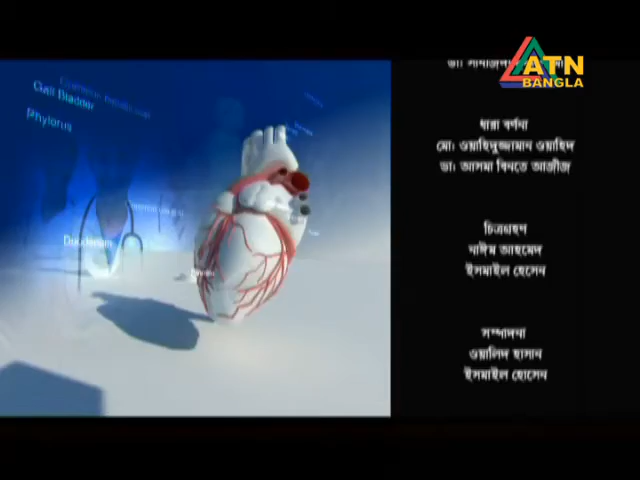 ATN
BANGLA
Gall Bladder
Phylorus
Duodenum
ধারা বর্ণনা
মো: ওয়াহিদুজ্জামান ওয়াহিদ
ডা: আসমা বিনতে আজীজ
চিত্রগ্রহণ
নাঈম আহমেদ
ইসমাইল হোসেন
সম্পাদনা
ওয়ালিদ হাসান
ইসমাইল হোসেন